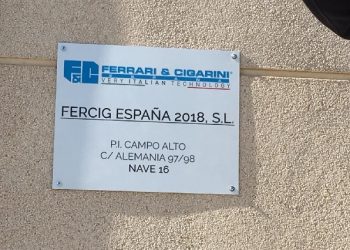 F&C FERRARI & CIGARINI®
VERY ITALIAN TECHNOLOGY
FERCIG ESPAÑA 2018, S.L.
P.I. CAMPO ALTO
C/ ALEMANIA 97/98
NAVE 16